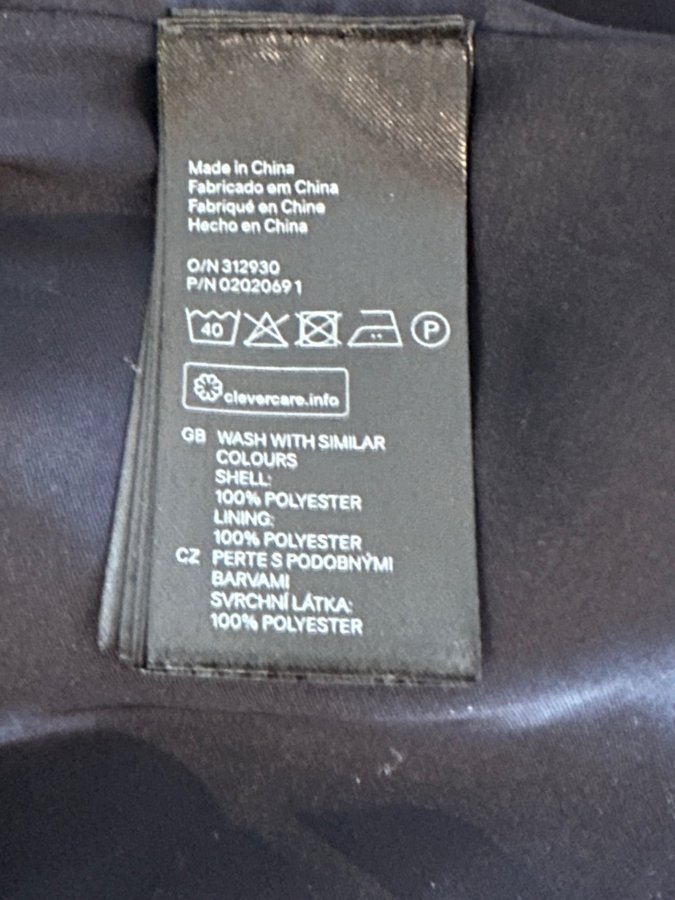 Made in China
Fabricado em China
Fabriqué en Chine
Hecho en China
O/N 312930
P/N 02020691
40 P
clevercare.info
GB WASH WITH SIMILAR
COLOURS
SHELL:
100% POLYESTER
LINING:
100% POLYESTER
CZ PERTE S PODOBNÝMI
BARVAMI
SVRCHNÍ LÁTKA:
100% POLYESTER